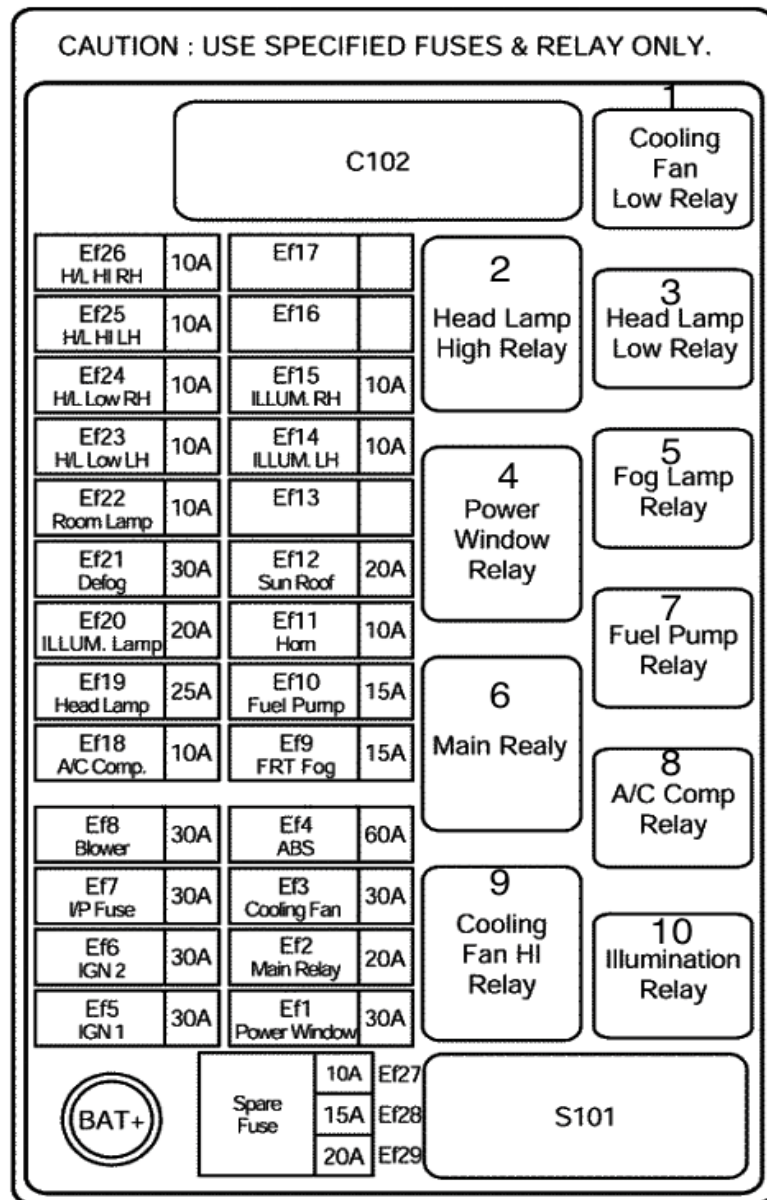 CAUTION : USE SPECIFIED FUSES & RELAY ONLY.
C102
1
Cooling
Fan
Low Relay
Ef26
H/L HI RH
10A
Ef17
Ef25
H/L HI LH
10A
Ef16
Ef24
H/L Low RH
10A
Ef15
ILLUM. RH
10A
Ef23
H/L Low LH
10A
Ef14
ILLUM. LH
10A
Ef22
Room Lamp
10A
Ef13
Ef21
Defog
30A
Ef12
Sun Roof
20A
Ef20
ILLUM. Lamp
20A
Ef11
Horn
10A
Ef19
Head Lamp
25A
Ef10
Fuel Pump
15A
Ef18
A/C Comp.
10A
Ef9
FRT Fog
15A
Ef8
Blower
30A
Ef4
ABS
60A
Ef7
I/P Fuse
30A
Ef3
Cooling Fan
30A
Ef6
IGN 2
30A
Ef2
Main Relay
20A
Ef5
IGN 1
30A
Ef1
Power Window
30A
2
Head Lamp
High Relay
3
Head Lamp
Low Relay
4
Power
Window
Relay
5
Fog Lamp
Relay
6
Main Realy
7
Fuel Pump
Relay
8
A/C Comp
Relay
9
Cooling
Fan HI
Relay
10
Illumination
Relay
BAT+
Spare
Fuse
10A Ef27
15A Ef28
20A Ef29
S101